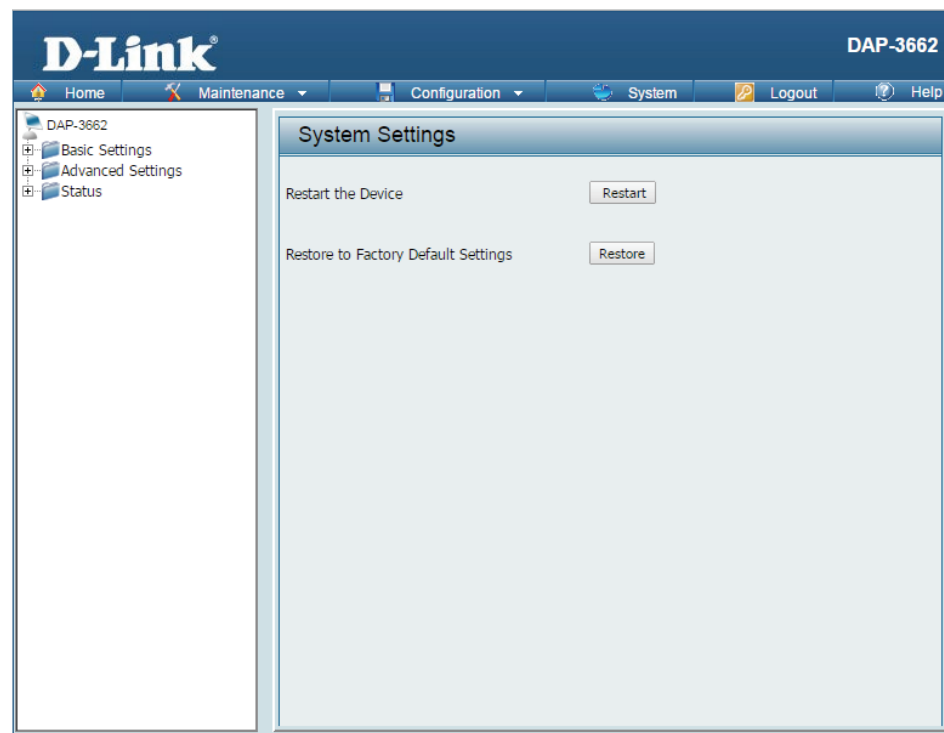 D-Link®
DAP-3662
Home Maintenance Configuration System Logout Help
DAP-3662
Basic Settings
Advanced Settings
Status
System Settings
Restart the Device Restart
Restore to Factory Default Settings Restore